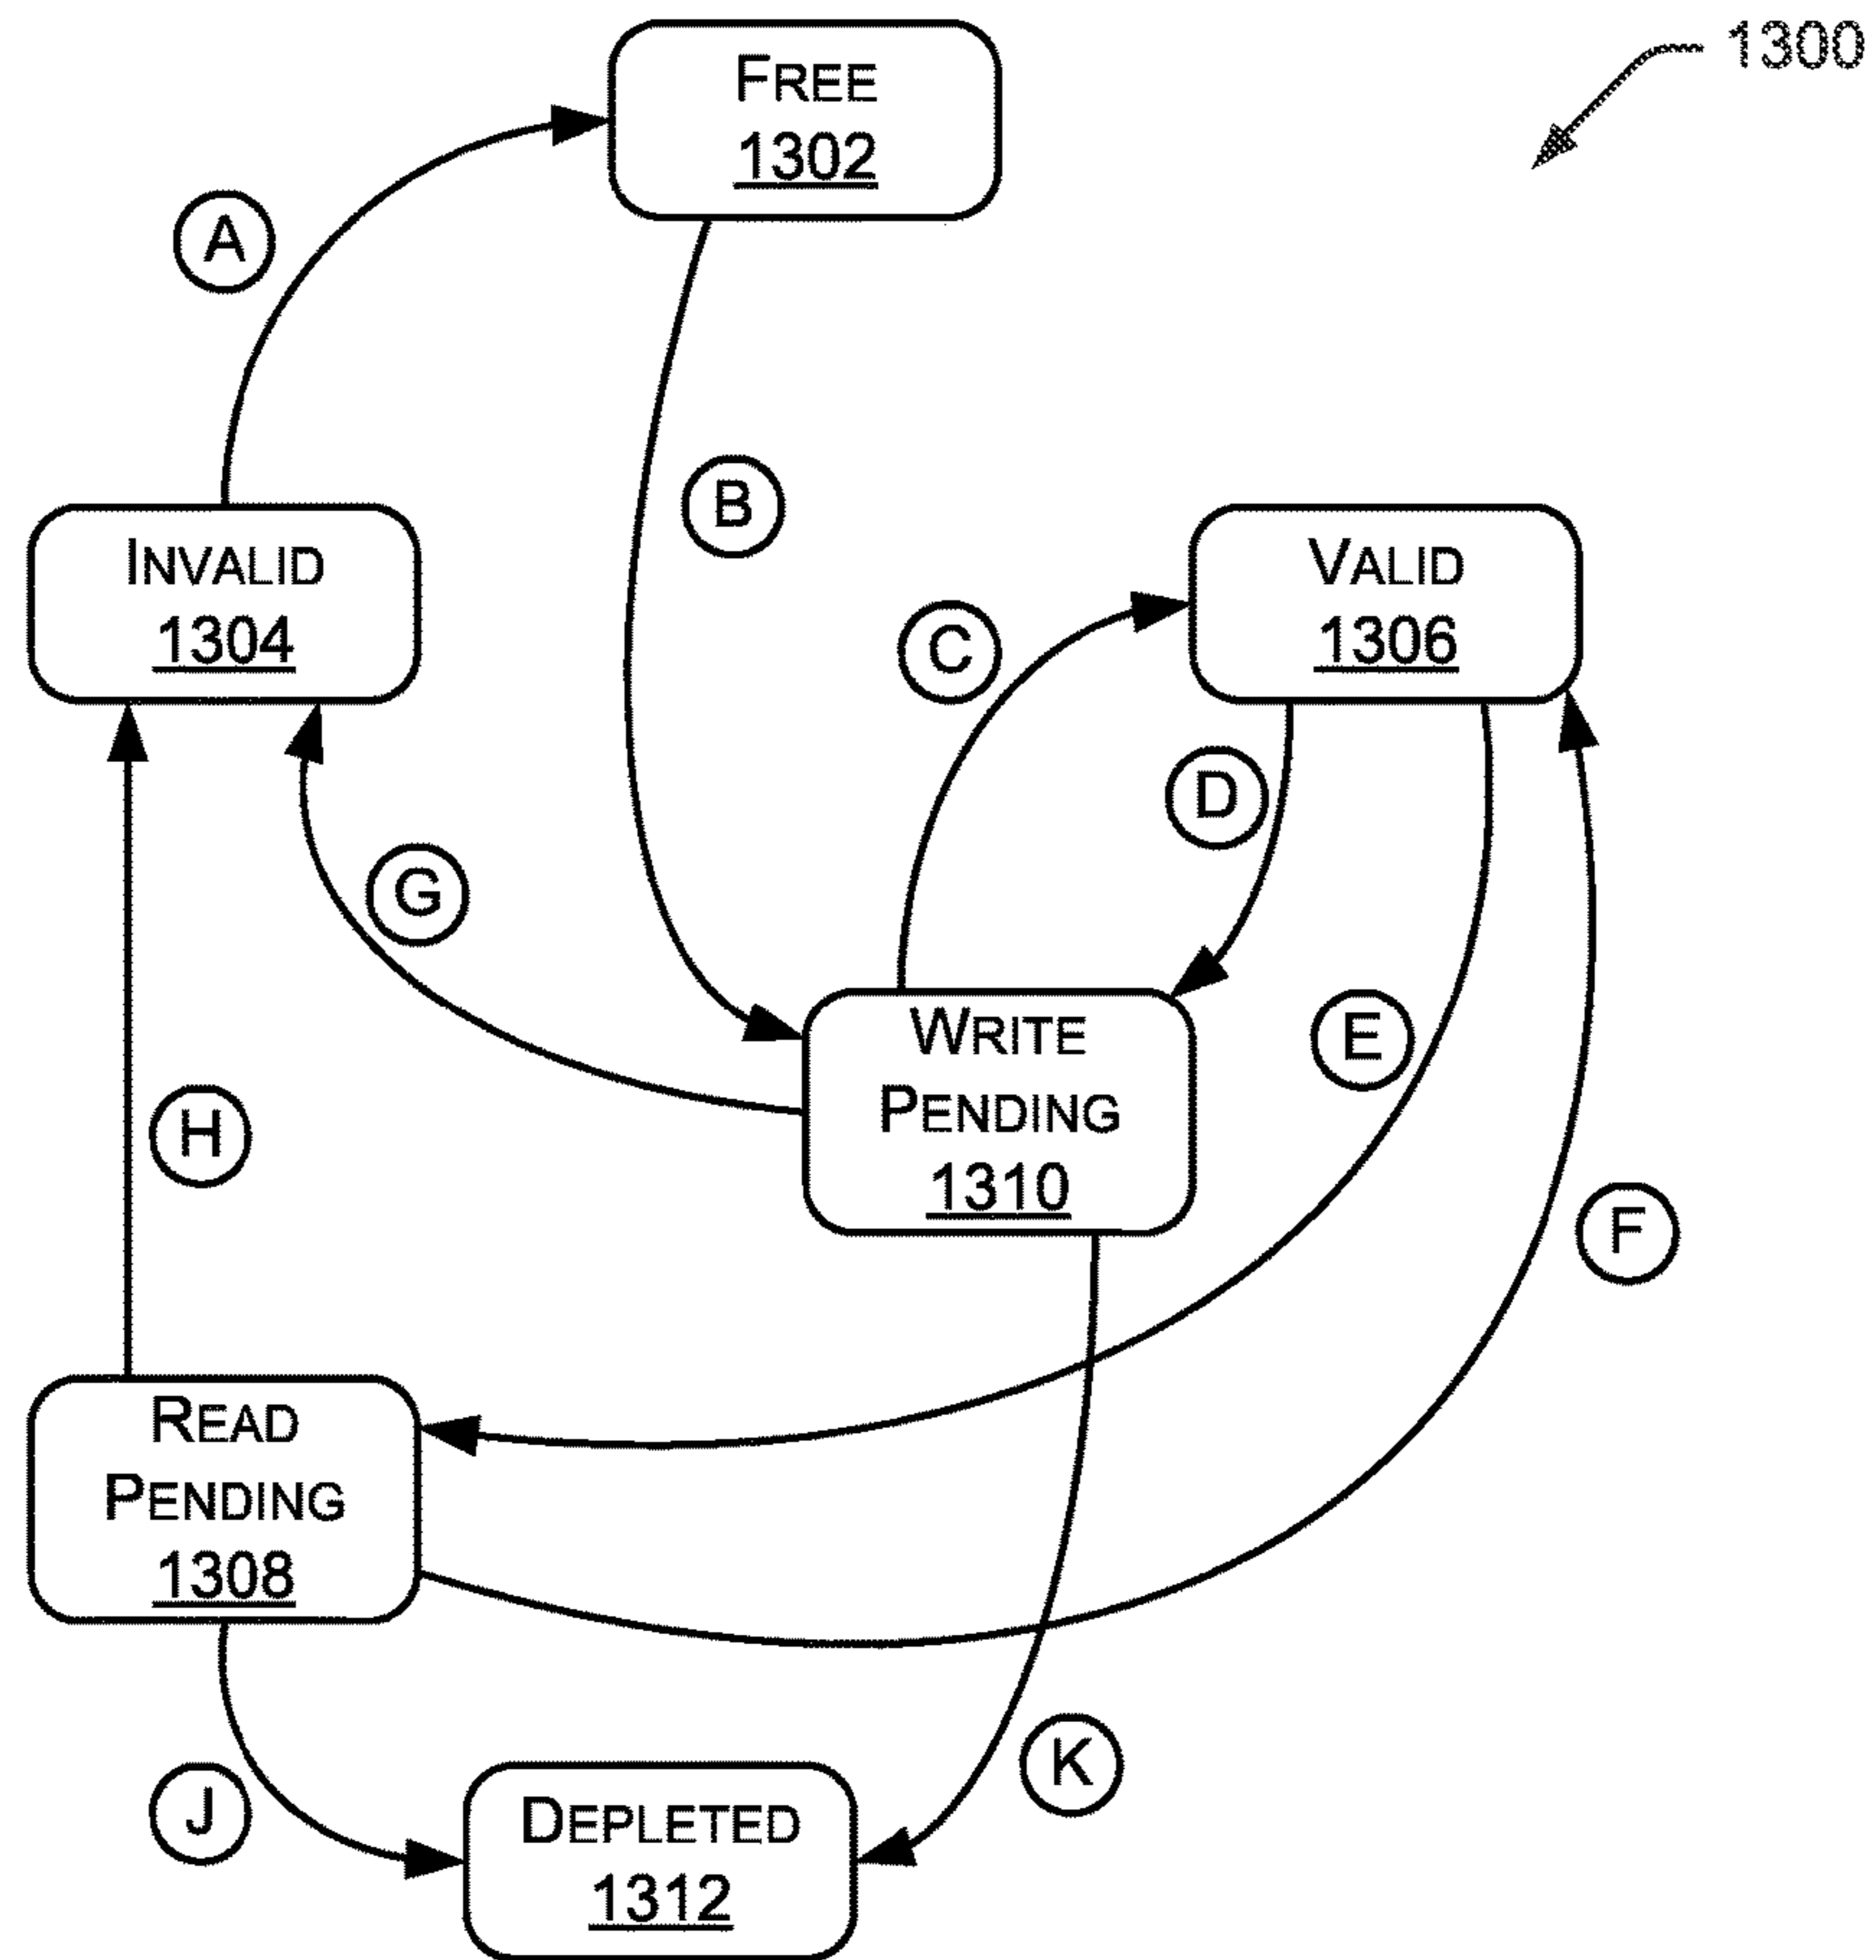 1300
FREE
1302
A
B
INVALID
1304
VALID
1306
C
D
G
WRITE
PENDING
1310
E
H
F
READ
PENDING
1308
K
J
DEPLETED
1312